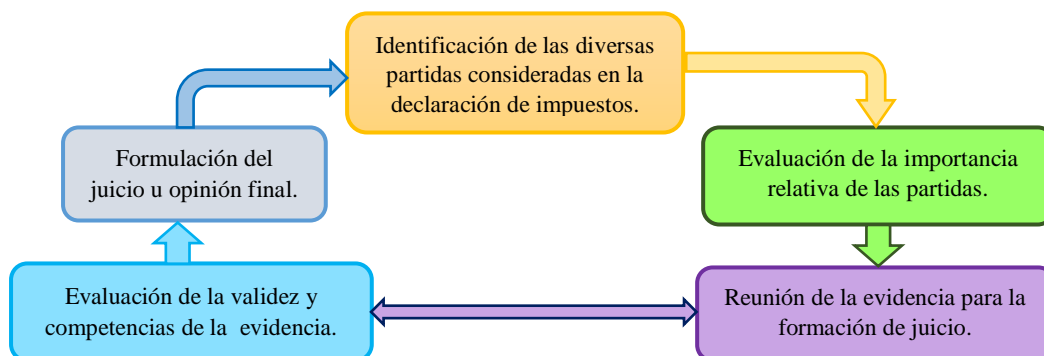 Identificación de las diversas
partidas consideradas en la
declaración de impuestos.
Evaluación de la importancia
relativa de las partidas.
Reunión de la evidencia para la
formación de juicio.
Evaluación de la validez y
competencias de la evidencia.
Formulación del
juicio u opinión final.